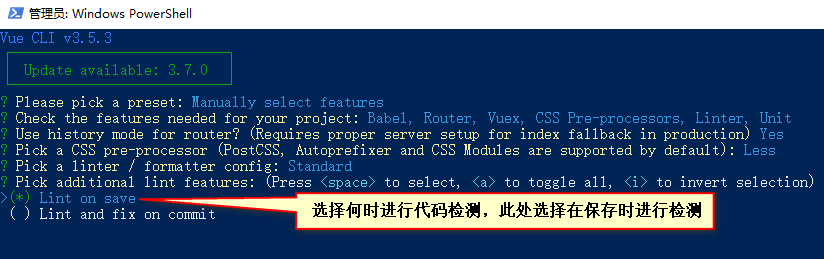 管理员: Windows PowerShell
Vue CLI v3.5.3
Update available: 3.7.0
? Please pick a preset: Manually select features
? Check the features needed for your project: Babel, Router, Vuex, CSS Pre-processors, Linter, Unit
? Use history mode for router? (Requires proper server setup for index fallback in production) Yes
? Pick a CSS pre-processor (PostCSS, Autoprefixer and CSS Modules are supported by default): Less
? Pick a linter / formatter config: Standard
? Pick additional lint features: (Press <space> to select, <a> to toggle all, <i> to invert selection)
>(*) Lint on save
( ) Lint and fix on commit
选择何时进行代码检测，此处选择在保存时进行检测